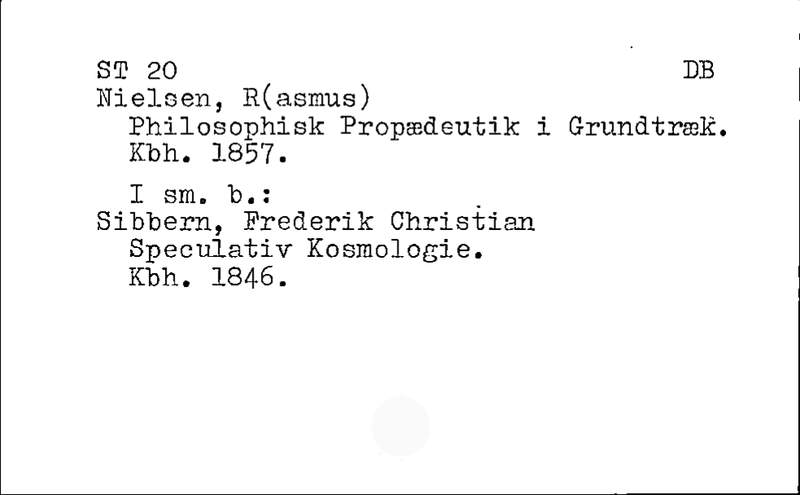 ST 20 DB
Nielsen, R(asmus)
Philosophisk Propædeutik i Grundtræk.
Kbh. 1857.
I sm. b.:
Sibbern, Frederik Christian
Speculativ Kosmologie.
Kbh. 1846.